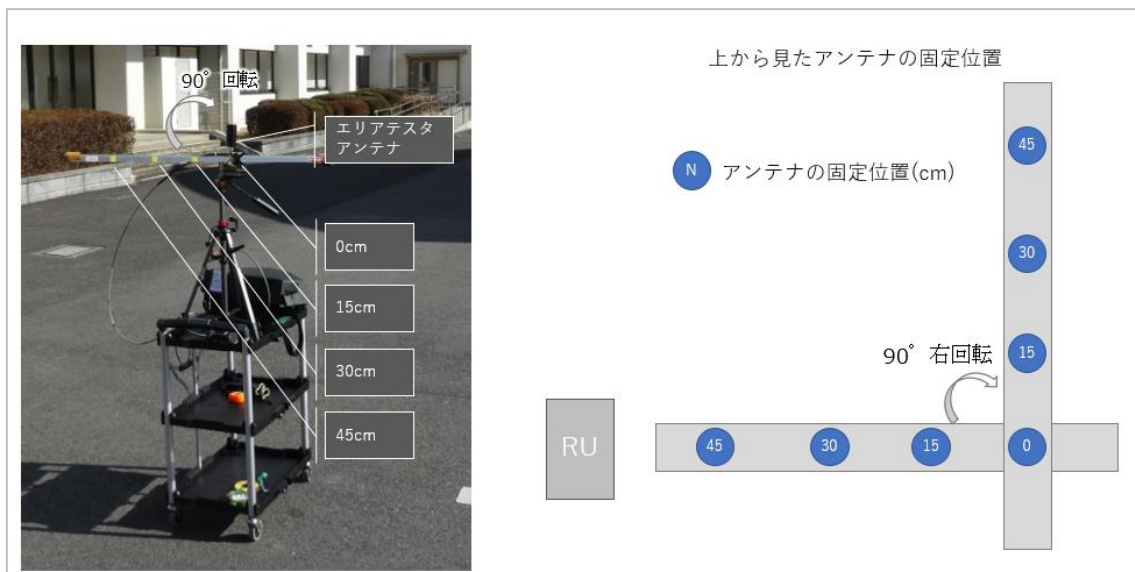 90° 回転
エリアテスタ
アンテナ
0cm
15cm
30cm
45cm
上から見たアンテナの固定位置
N アンテナの固定位置(cm)
45
30
15
90° 右回転
RU
45 30 15 0